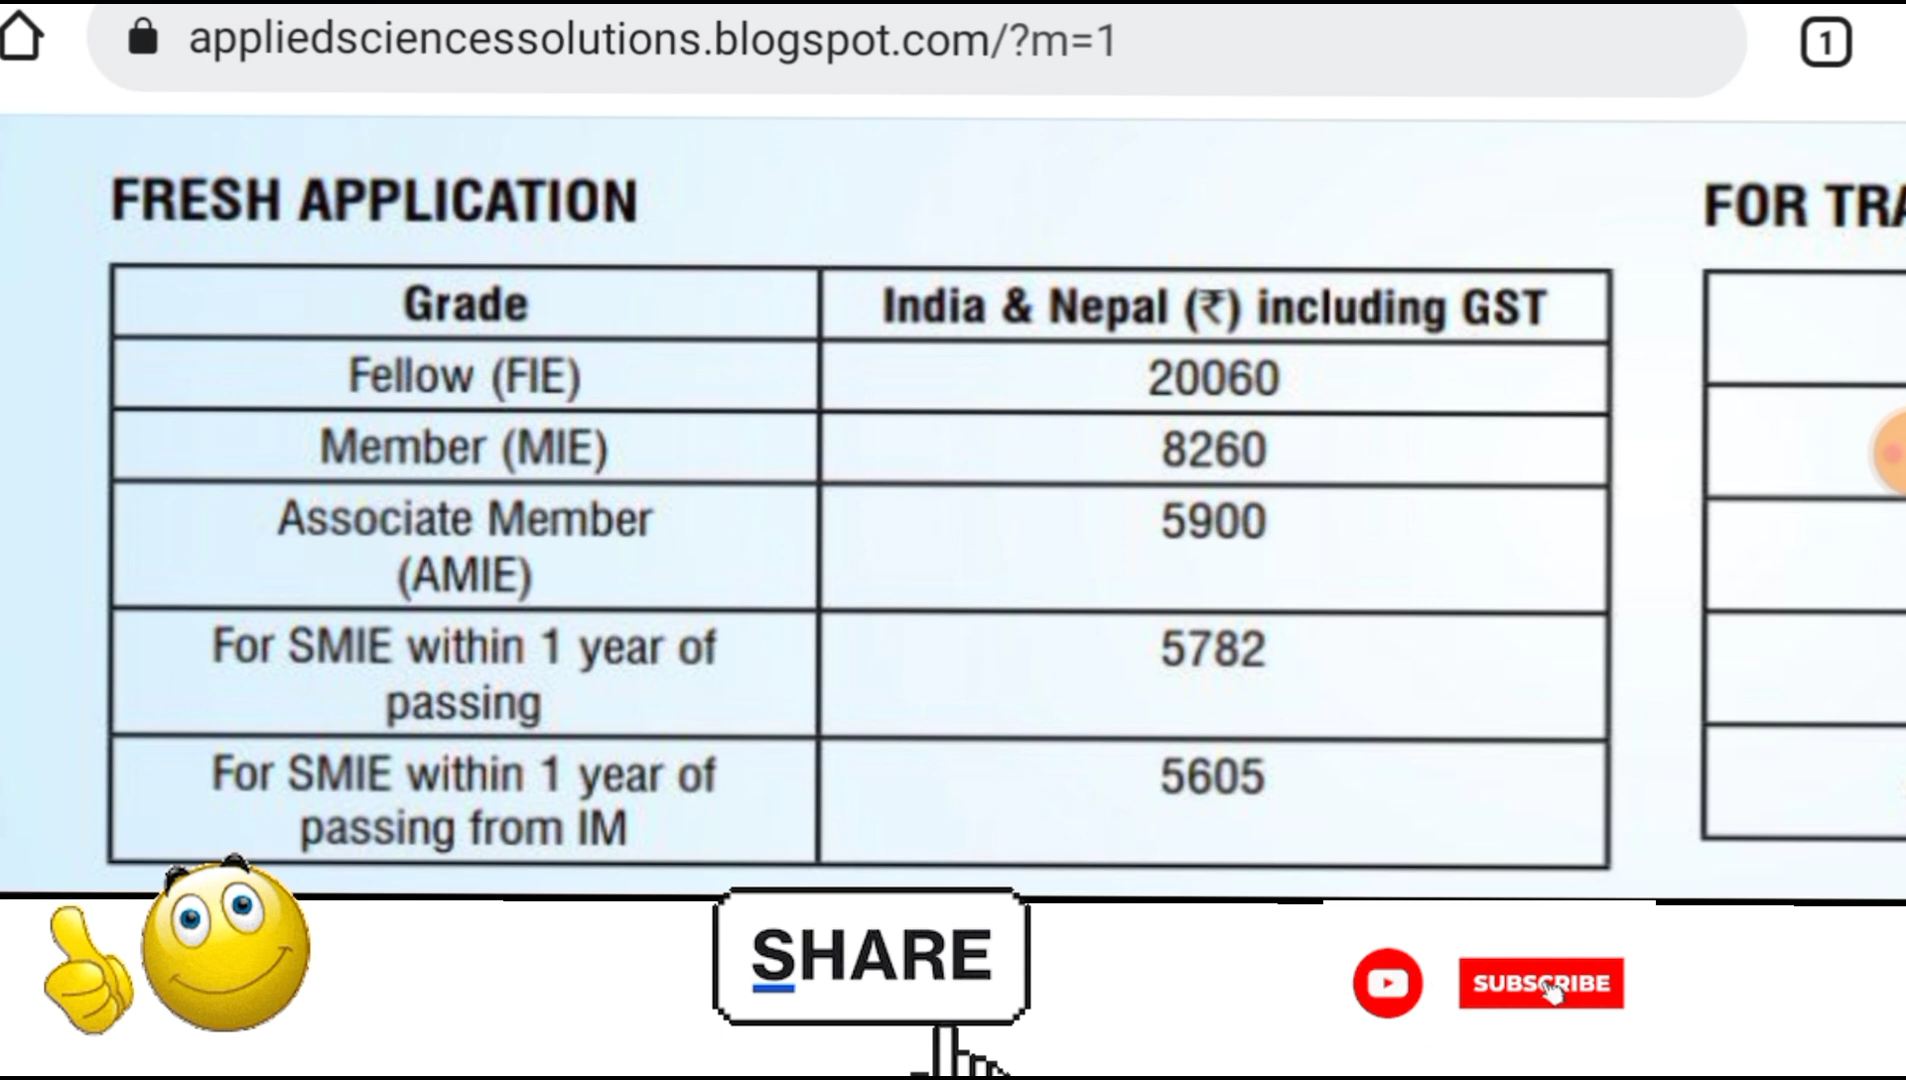 appliedsciencessolutions.blogspot.com/?m=1
1
FRESH APPLICATION
Grade
India & Nepal (₹) including GST
Fellow (FIE)
20060
Member (MIE)
8260
Associate Member
(AMIE)
5900
For SMIE within 1 year of
passing
5782
For SMIE within 1 year of
passing from IM
5605
FOR TRA
SHARE
SUBSCRIBE